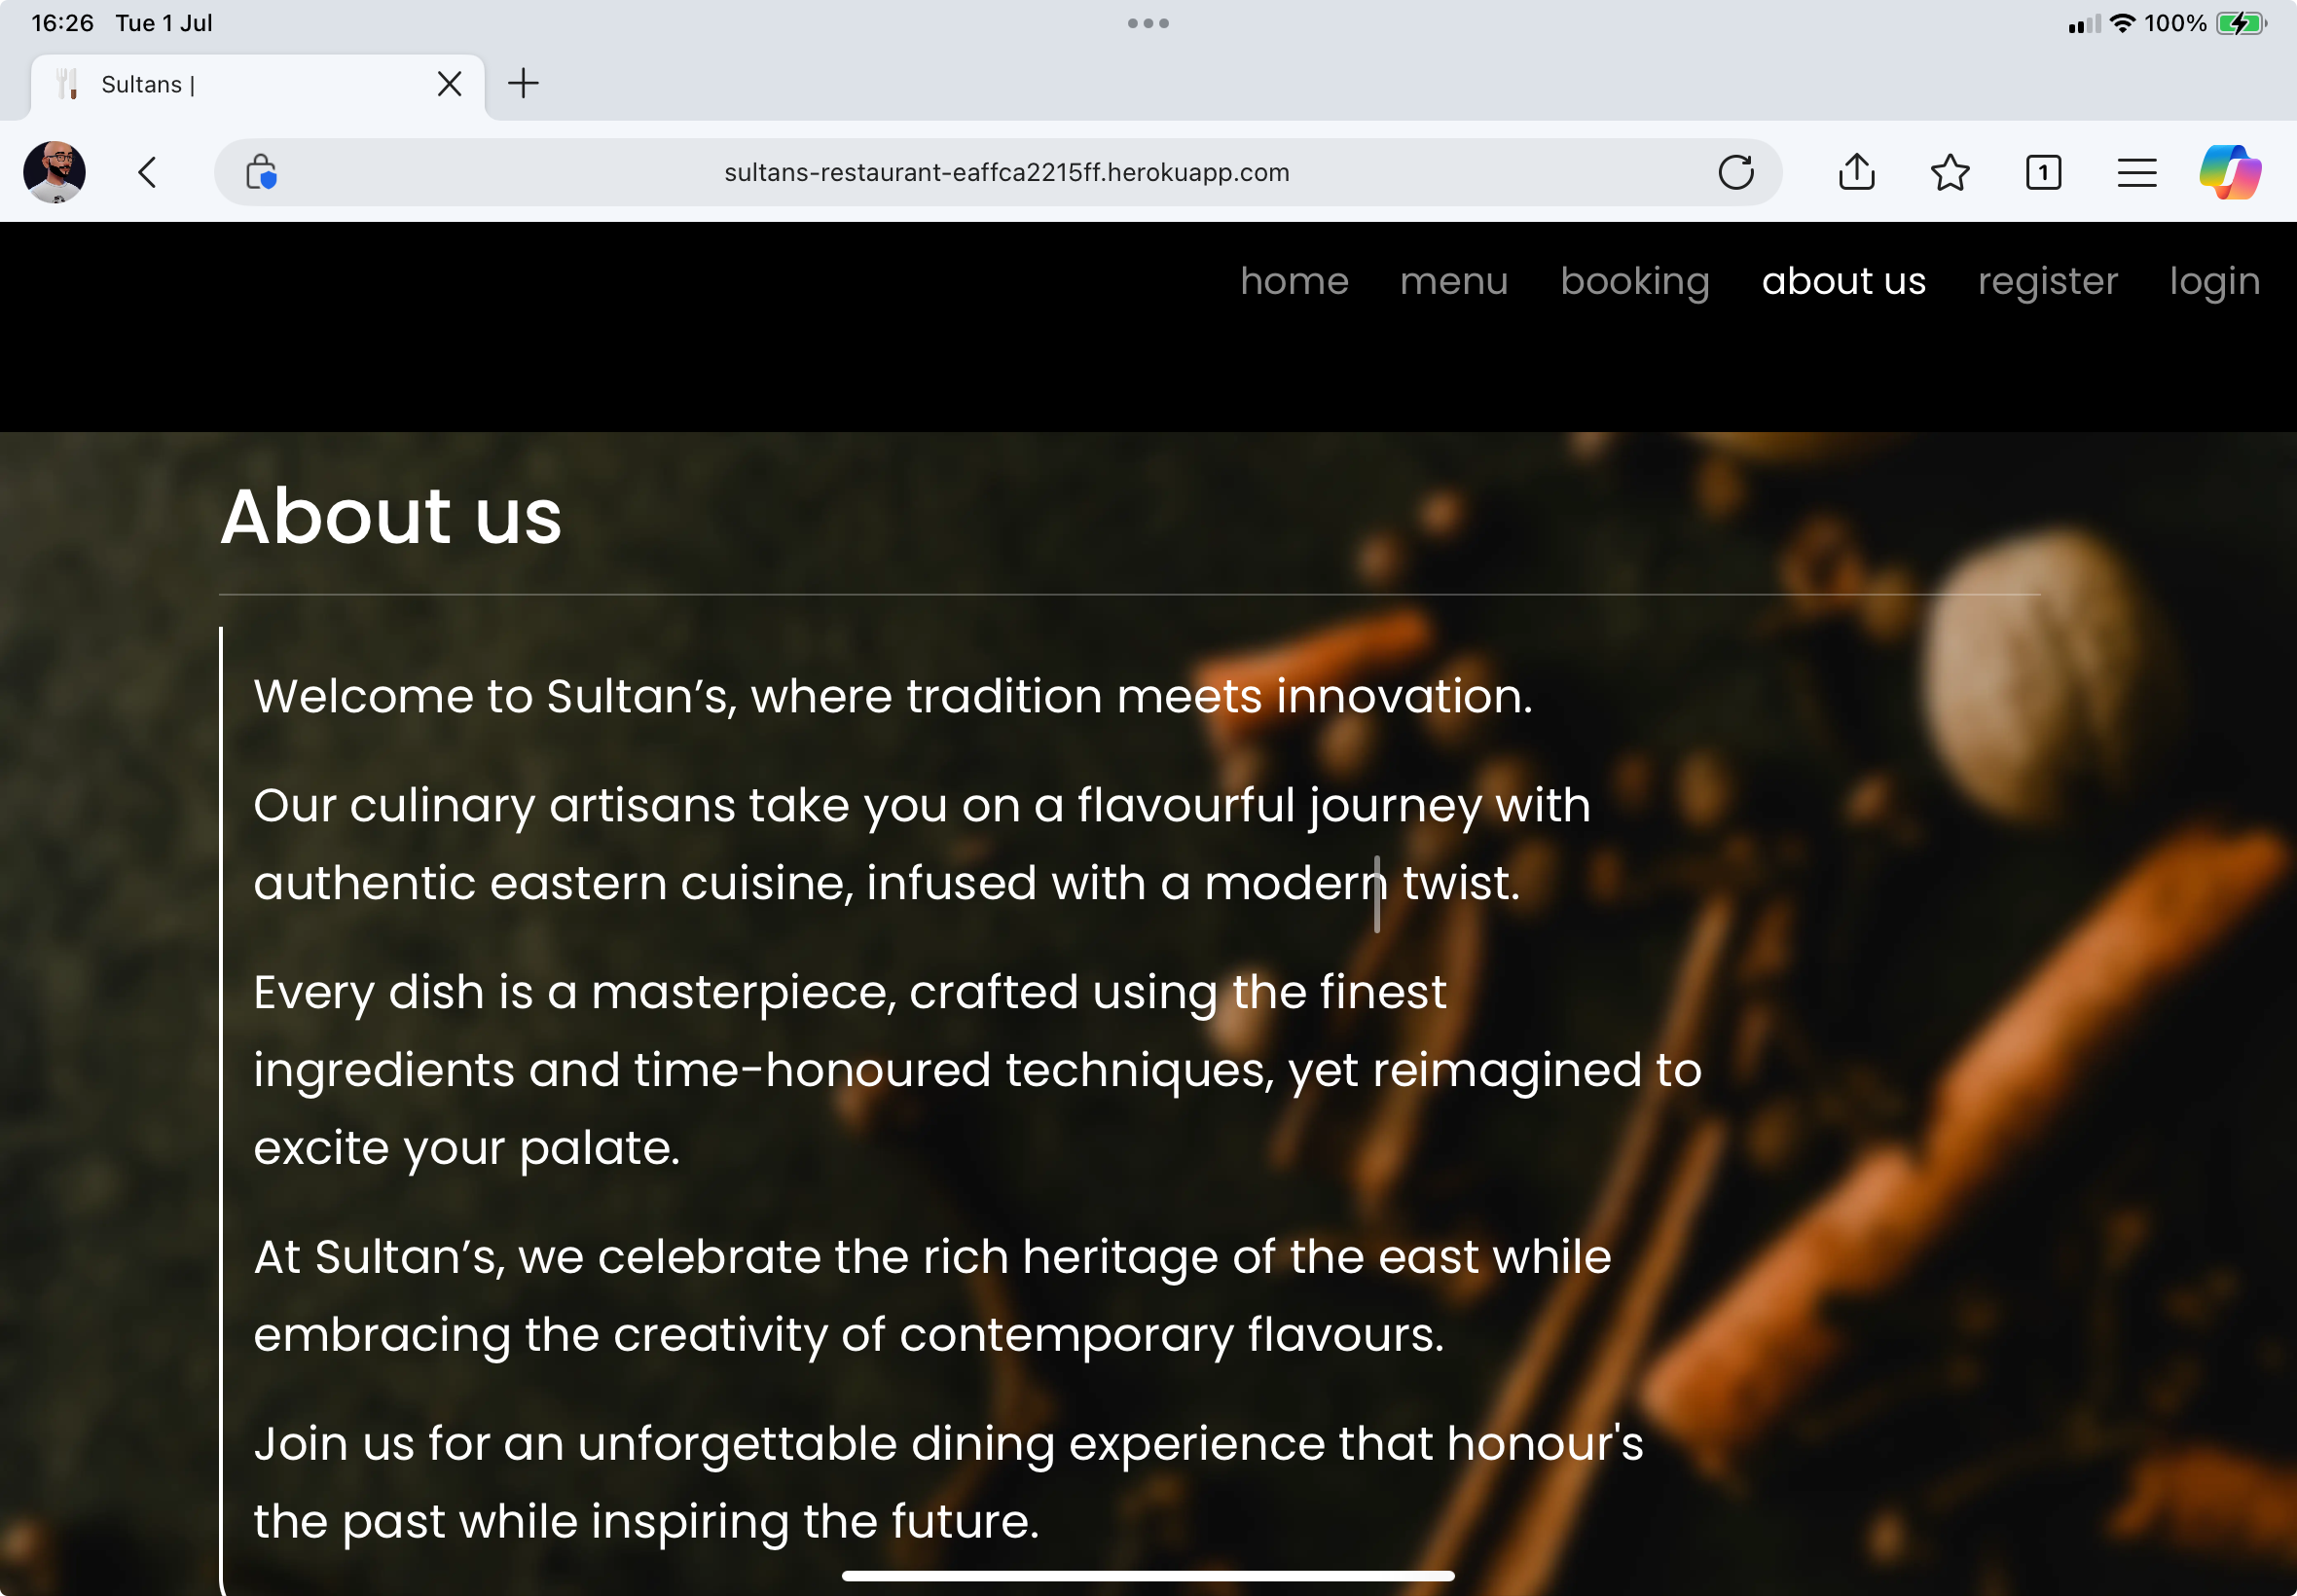 16:26 Tue 1 Jul
100%
Sultans |
sultans-restaurant-eaffca2215ff.herokuapp.com
1
home menu booking about us register login
About us
Welcome to Sultan’s, where tradition meets innovation.
Our culinary artisans take you on a flavourful journey with
authentic eastern cuisine, infused with a modern twist.
Every dish is a masterpiece, crafted using the finest
ingredients and time-honoured techniques, yet reimagined to
excite your palate.
At Sultan’s, we celebrate the rich heritage of the east while
embracing the creativity of contemporary flavours.
Join us for an unforgettable dining experience that honour's
the past while inspiring the future.